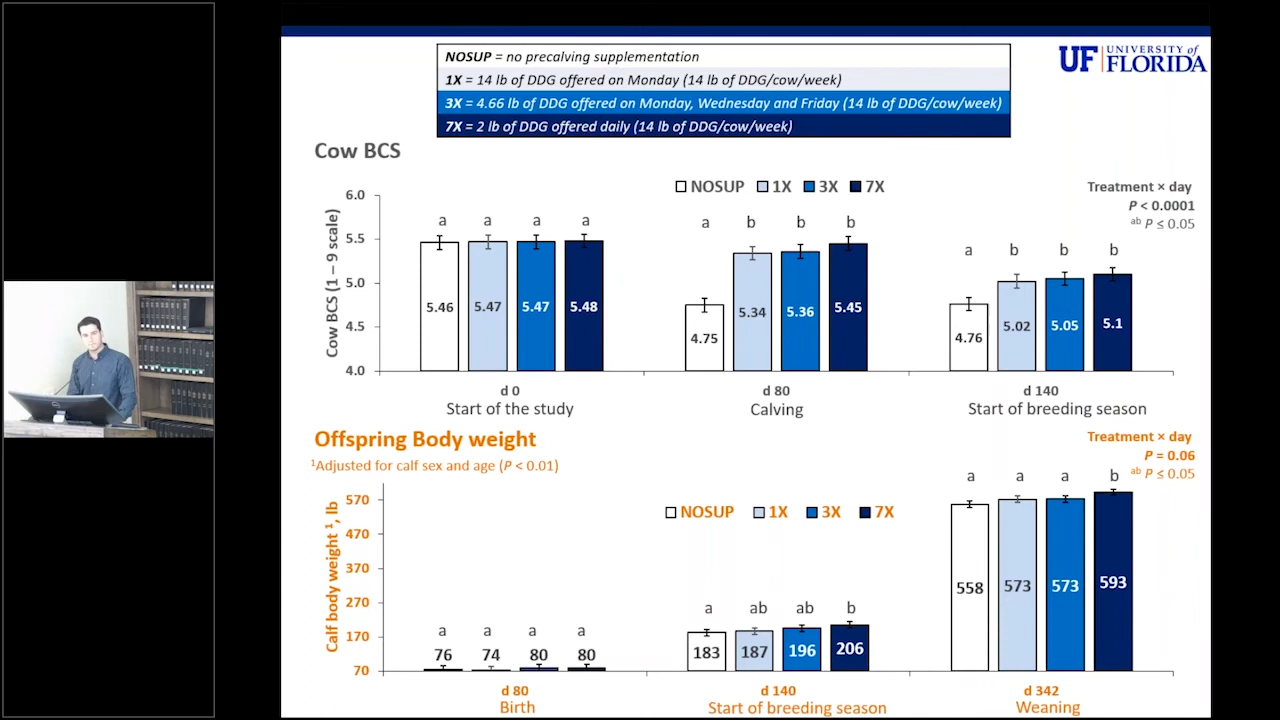 NOSUP = no precalving supplementation
1X = 14 lb of DDG offered on Monday (14 lb of DDG/cow/week)
3X = 4.66 lb of DDG offered on Monday, Wednesday and Friday (14 lb of DDG/cow/week)
7X = 2 lb of DDG offered daily (14 lb of DDG/cow/week)
UF UNIVERSITY of FLORIDA
Cow BCS
NOSUP 1X 3X 7X
Treatment × day
P < 0.0001
ab P ≤ 0.05
Cow BCS (1 – 9 scale)
6.0
5.5
5.0
4.5
4.0
a a a a
a b b b
a b b b
5.46 5.47 5.47 5.48
4.75 5.34 5.36 5.45
4.76 5.02 5.05 5.1
d 0
Start of the study
d 80
Calving
d 140
Start of breeding season
Offspring Body weight
1Adjusted for calf sex and age (P < 0.01)
Treatment × day
P = 0.06
ab P ≤ 0.05
NOSUP 1X 3X 7X
Calf body weight 1, lb
570
470
370
270
170
70
a a a a
76 74 80 80
a ab ab b
183 187 196 206
a a a b
558 573 573 593
d 80
Birth
d 140
Start of breeding season
d 342
Weaning